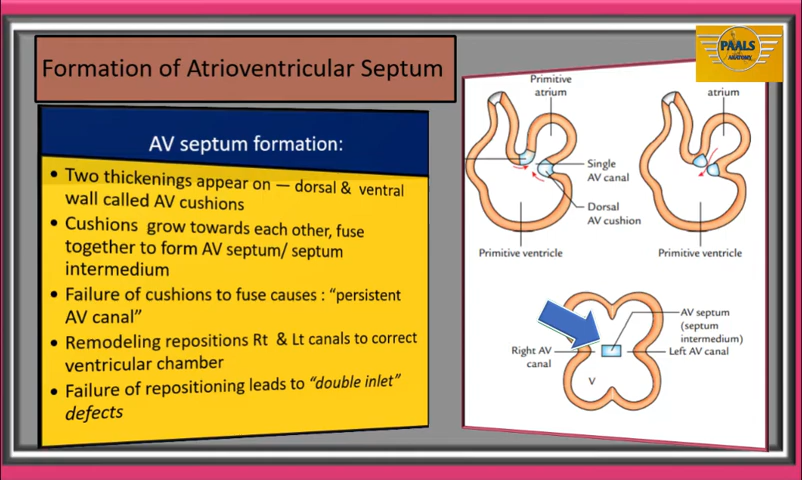 PAALS
ANATOMY
Formation of Atrioventricular Septum
AV septum formation:
• Two thickenings appear on — dorsal & ventral
wall called AV cushions
• Cushions grow towards each other, fuse
together to form AV septum/ septum
intermedium
• Failure of cushions to fuse causes : “persistent
AV canal”
• Remodeling repositions Rt & Lt canals to correct
ventricular chamber
• Failure of repositioning leads to “double inlet”
defects
Primitive
atrium
Single
AV canal
Dorsal
AV cushion
Primitive ventricle
atrium
Primitive ventricle
AV septum
(septum
intermedium)
Right AV
canal
Left AV canal
V